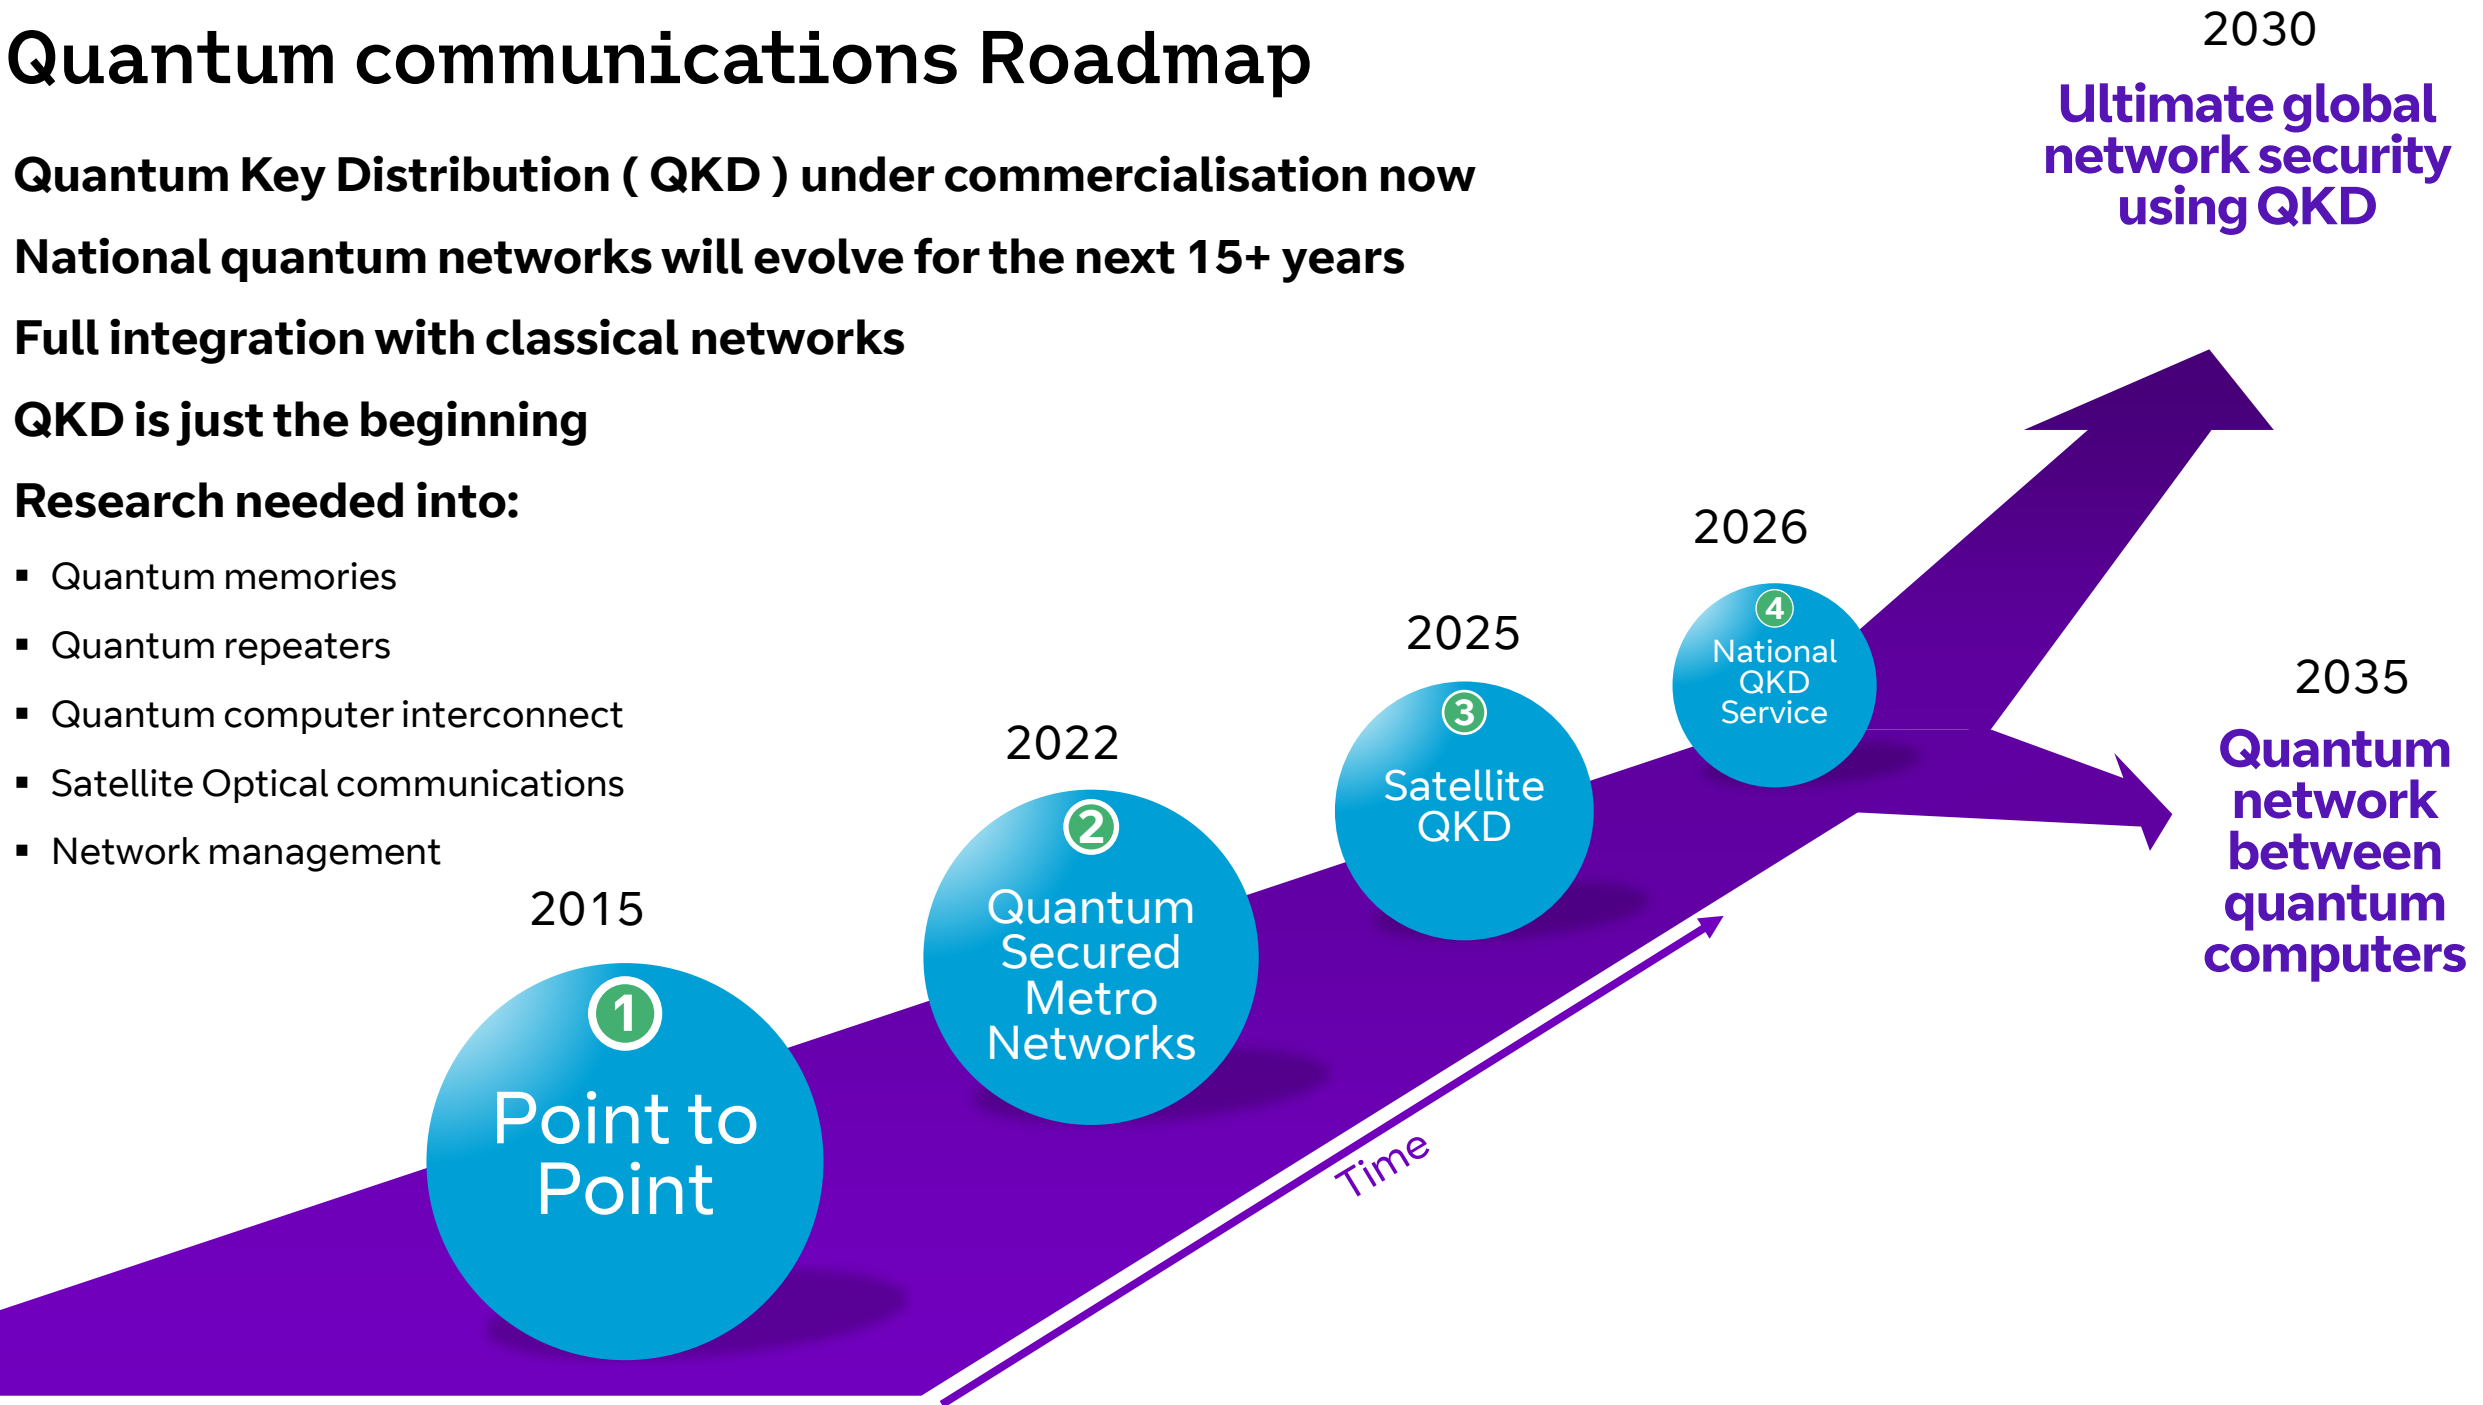 Quantum communications Roadmap
Quantum Key Distribution ( QKD ) under commercialisation now
National quantum networks will evolve for the next 15+ years
Full integration with classical networks
QKD is just the beginning
Research needed into:
▪ Quantum memories
▪ Quantum repeaters
▪ Quantum computer interconnect
▪ Satellite Optical communications
▪ Network management
2015
1
Point to
Point
2022
2
Quantum
Secured
Metro
Networks
2025
3
Satellite
QKD
2026
4
National
QKD
Service
Time
2030
Ultimate global
network security
using QKD
2035
Quantum
network
between
quantum
computers